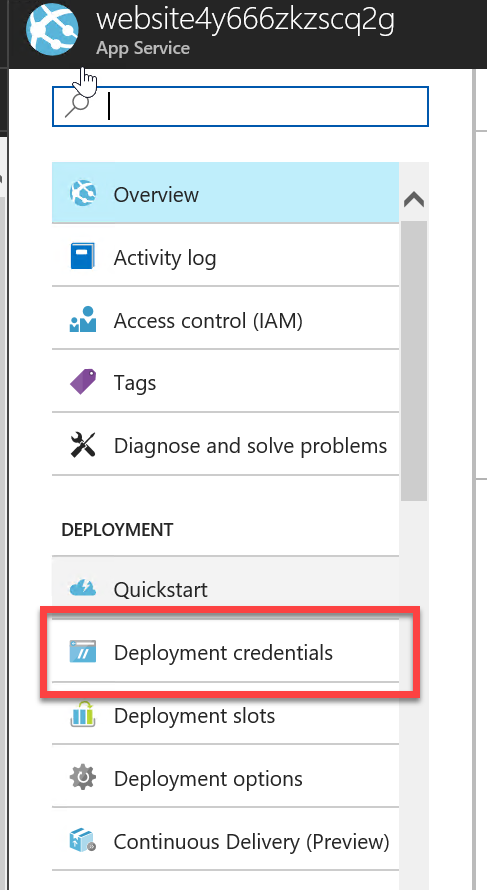 website4y666zkzscq2g
App Service
Overview
Activity log
Access control (IAM)
Tags
Diagnose and solve problems
DEPLOYMENT
Quickstart
Deployment credentials
Deployment slots
Deployment options
Continuous Delivery (Preview)